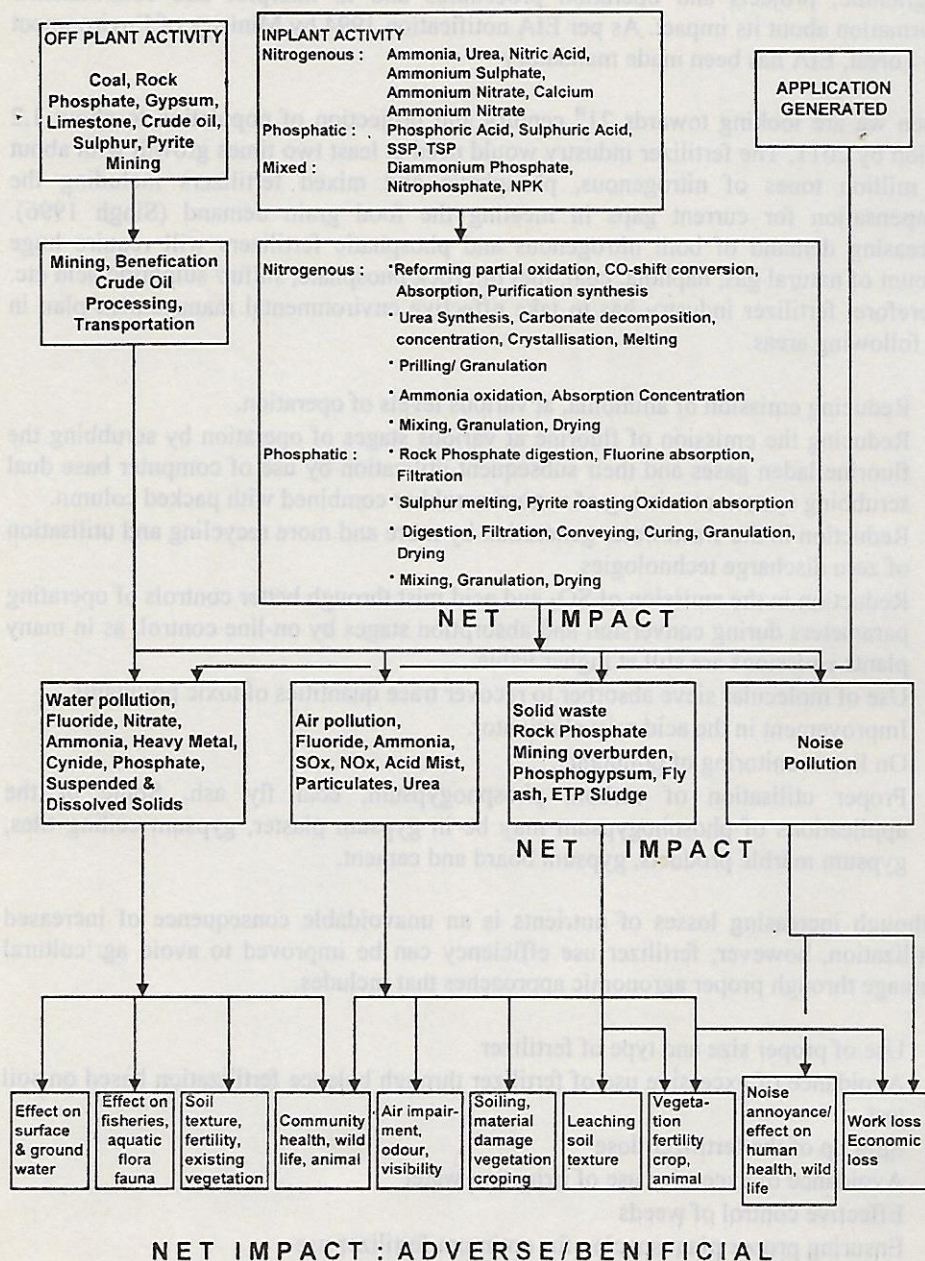 OFF PLANT ACTIVITY
Coal, Rock
Phosphate, Gypsum,
Limestone, Crude oil,
Sulphur, Pyrite
Mining
INPLANT ACTIVITY
Nitrogenous : Ammonia, Urea, Nitric Acid,
Ammonium Sulphate,
Ammonium Nitrate, Calcium
Ammonium Nitrate
Phosphatic : Phosphoric Acid, Sulphuric Acid,
SSP, TSP
Mixed : Diammonium Phosphate,
Nitrophosphate, NPK
APPLICATION
GENERATED
Mining, Benefication
Crude Oil
Processing,
Transportation
Nitrogenous : Reforming partial oxidation, CO-shift conversion,
Purification synthesis
* Urea Synthesis, Carbonate decomposition,
concentration, Crystallisation, Melting
* Prilling/ Granulation
Ammonia oxidation, Absorption Concentration
* Mixing, Granulation, Drying
Phosphatic : * Rock Phosphate digestion, Fluorine absorption,
Filtration
* Sulphur melting, Pyrite roasting Oxidation absorption
* Digestion, Filtration, Conveying, Curing, Granulation,
Drying
* Mixing, Granulation, Drying
NET IMPACT
Water pollution,
Fluoride, Nitrate,
Ammonia, Heavy Metal,
Cynide, Phosphate,
Suspended &
Dissolved Solids
Air pollution,
Fluoride, Ammonia,
SOx, NOx, Acid Mist,
Particulates, Urea
Solid waste
Rock Phosphate
Mining overburden,
Phosphogypsum, Fly
ash, ETP Sludge
Noise
Pollution
NET IMPACT
Effect on
surface
& ground
water
Effect on
fisheries,
aquatic
flora
fauna
Soil
texture,
fertility,
existing
vegetation
Community
health, wild
life, animal
Air impair-
ment,
odour,
visibility
Soiling,
material
damage
vegetation
croping
Leaching
soil
texture
Vegeta-
tion
fertility
crop,
animal
Noise
annoyance/
effect on
human
health, wild
life
Work loss
Economic
loss
NET IMPACT : ADVERSE/BENIFICIAL